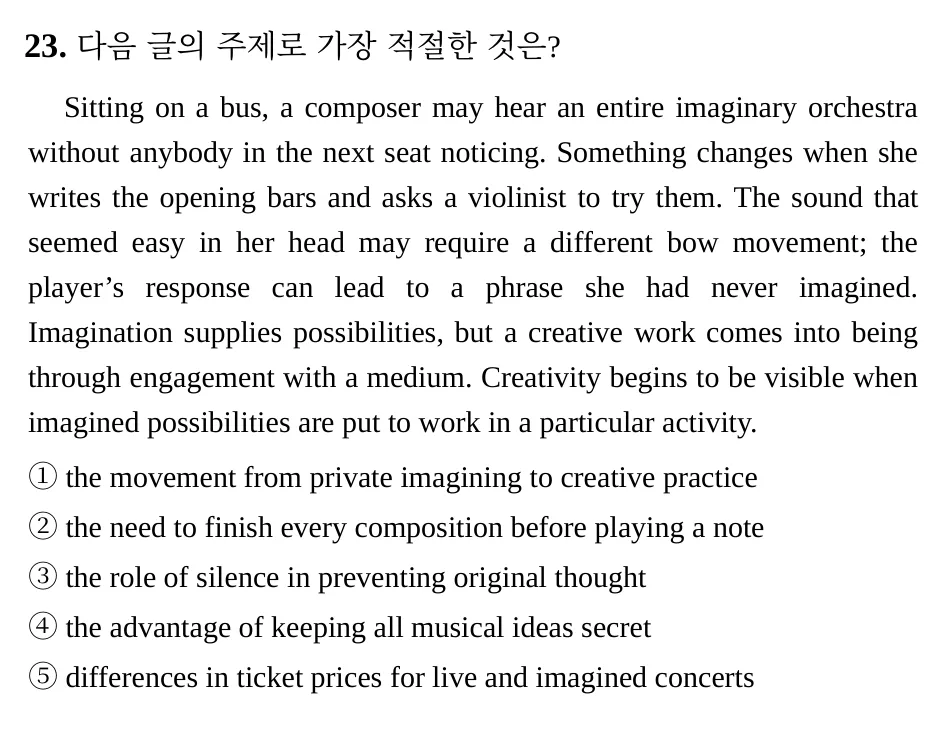 23. 다음 글의 주제로 가장 적절한 것은?
Sitting on a bus, a composer may hear an entire imaginary orchestra
without anybody in the next seat noticing. Something changes when she
writes the opening bars and asks a violinist to try them. The sound that
seemed easy in her head may require a different bow movement; the
player’s response can lead to a phrase she had never imagined.
Imagination supplies possibilities, but a creative work comes into being
through engagement with a medium. Creativity begins to be visible when
imagined possibilities are put to work in a particular activity.
① the movement from private imagining to creative practice
② the need to finish every composition before playing a note
③ the role of silence in preventing original thought
④ the advantage of keeping all musical ideas secret
⑤ differences in ticket prices for live and imagined concerts